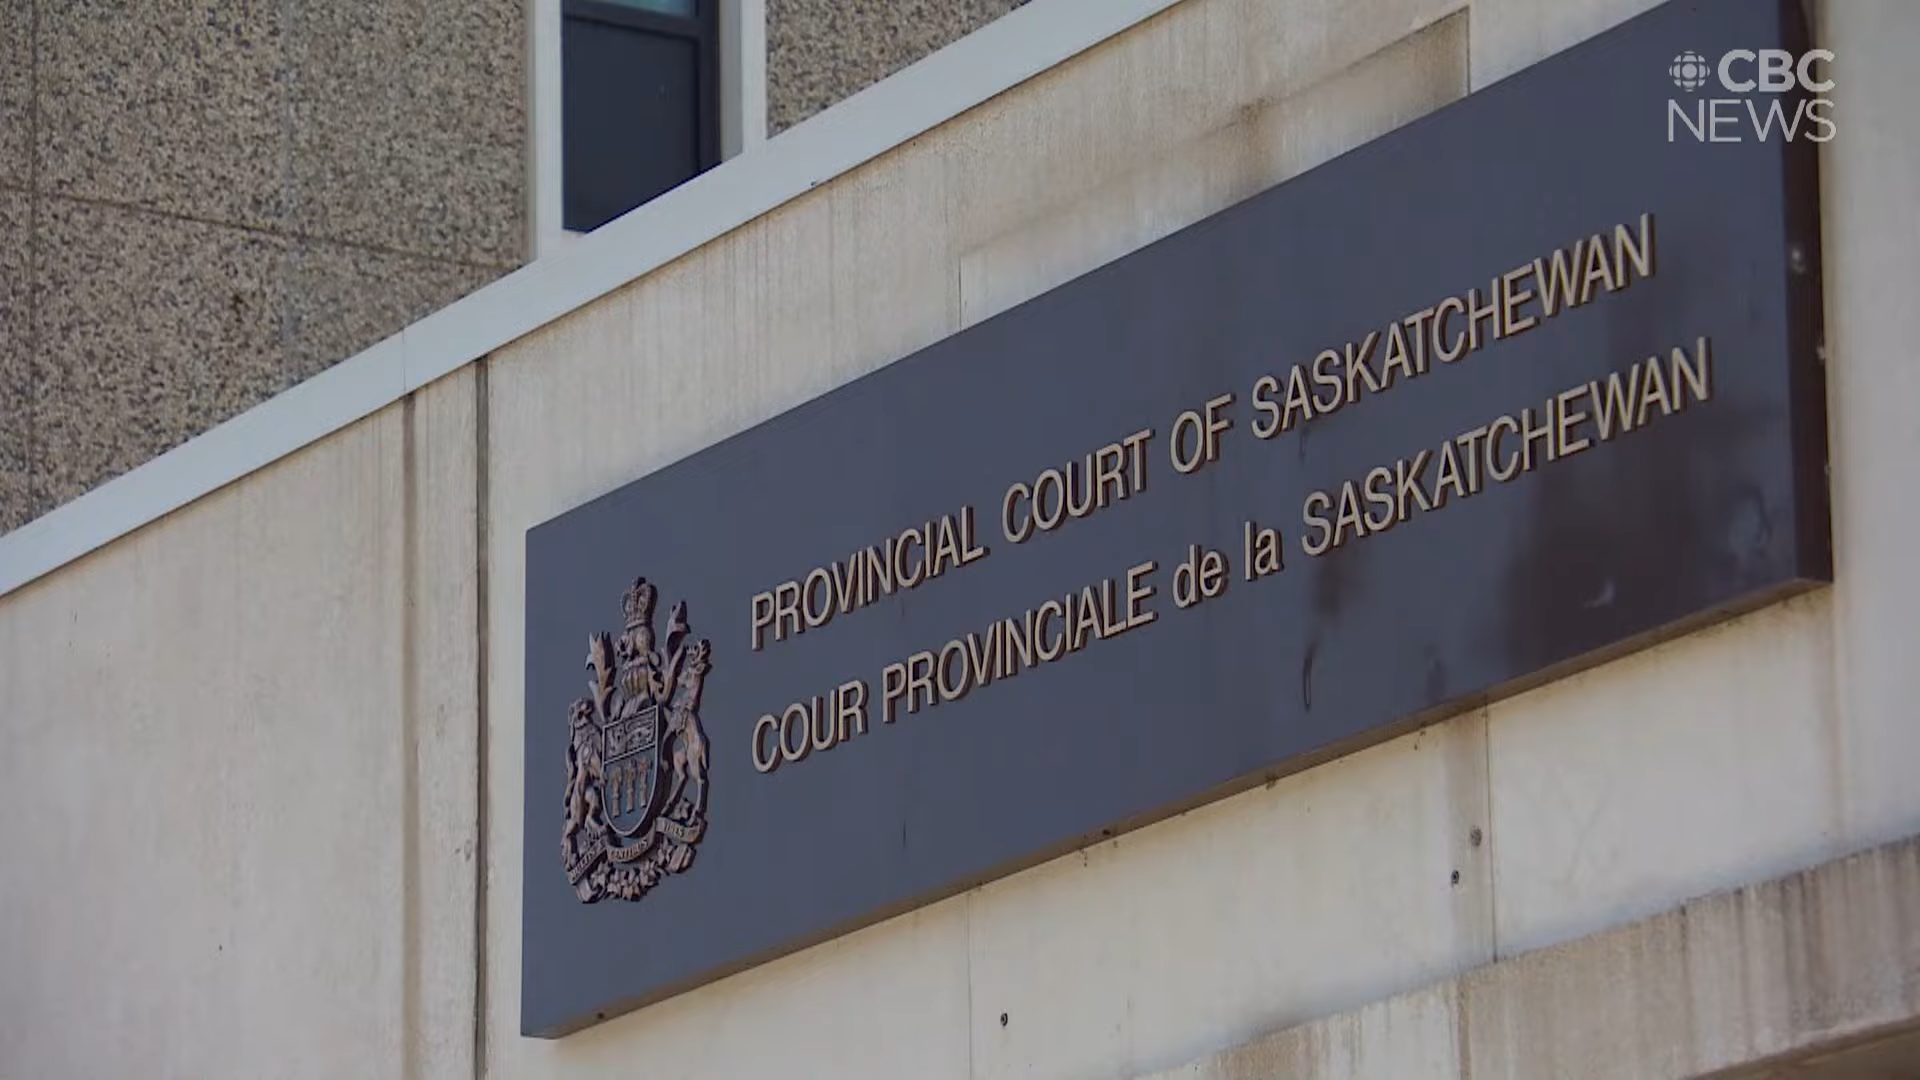 CBC
NEWS
PROVINCIAL COURT OF SASKATCHEWAN
COUR PROVINCIALE de la SASKATCHEWAN